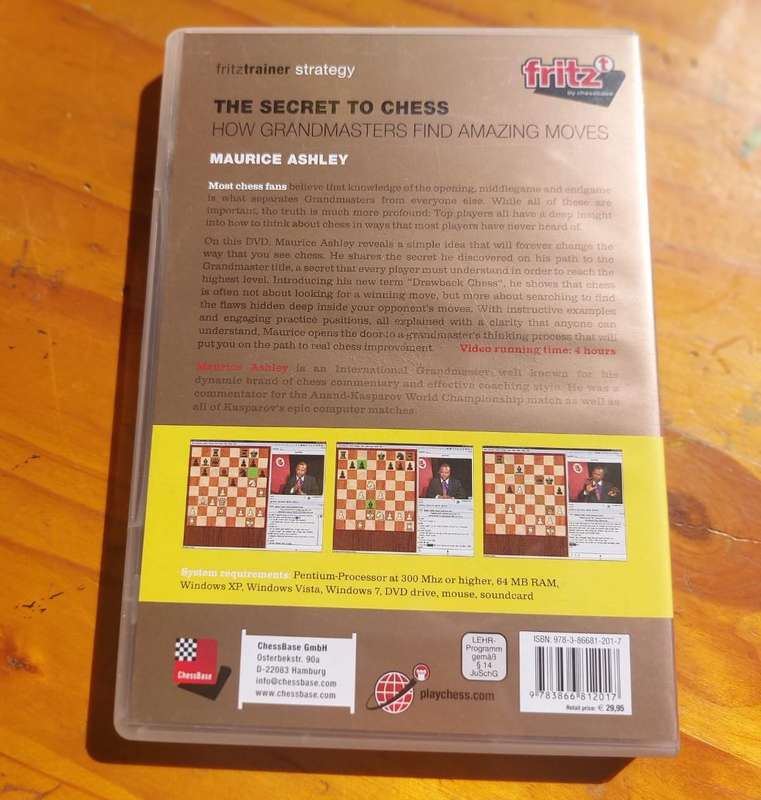 fritztrainer strategy
fritz
by chessbase
THE SECRET TO CHESS
HOW GRANDMASTERS FIND AMAZING MOVES
MAURICE ASHLEY
Most chess fans believe that knowledge of the opening, middlegame and endgame
is what separates Grandmasters from everyone else. While all of these are
important, the truth is much more profound: Top players all have a deep insight
into how to think about chess in ways that most players have never heard of.
On this DVD, Maurice Ashley reveals a simple idea that will forever change the
way that you see chess. He shares the secret he discovered on his path to the
Grandmaster title, a secret that every player must understand in order to reach the
highest level. Introducing his new term "Drawback Chess", he shows that chess
is often not about looking for a winning move, but more about searching to find
the flaws hidden deep inside your opponent's moves. With instructive examples
and engaging practice positions, all explained with a clarity that anyone can
understand, Maurice opens the door to a grandmaster's thinking process that will
put you on the path to real chess improvement. Video running time: 4 hours
Maurice Ashley is an International Grandmaster well known for his
dynamic brand of chess commentary and effective coaching style. He was a
commentator for the Anand-Kasparov World Championship match as well as
all of Kasparov's epic computer matches.
System requirements: Pentium-Processor at 300 Mhz or higher, 64 MB RAM,
Windows XP, Windows Vista, Windows 7, DVD drive, mouse, soundcard
ChessBase
ChessBase GmbH
Osterbekstr. 90a
D-22083 Hamburg
info@chessbase.com
www.chessbase.com
playchess.com
LEHR-
Programm
gemäß
§ 14
JuSchG
ISBN: 978-3-86681-201-7
9 783866 812017
Retail price: € 29,95